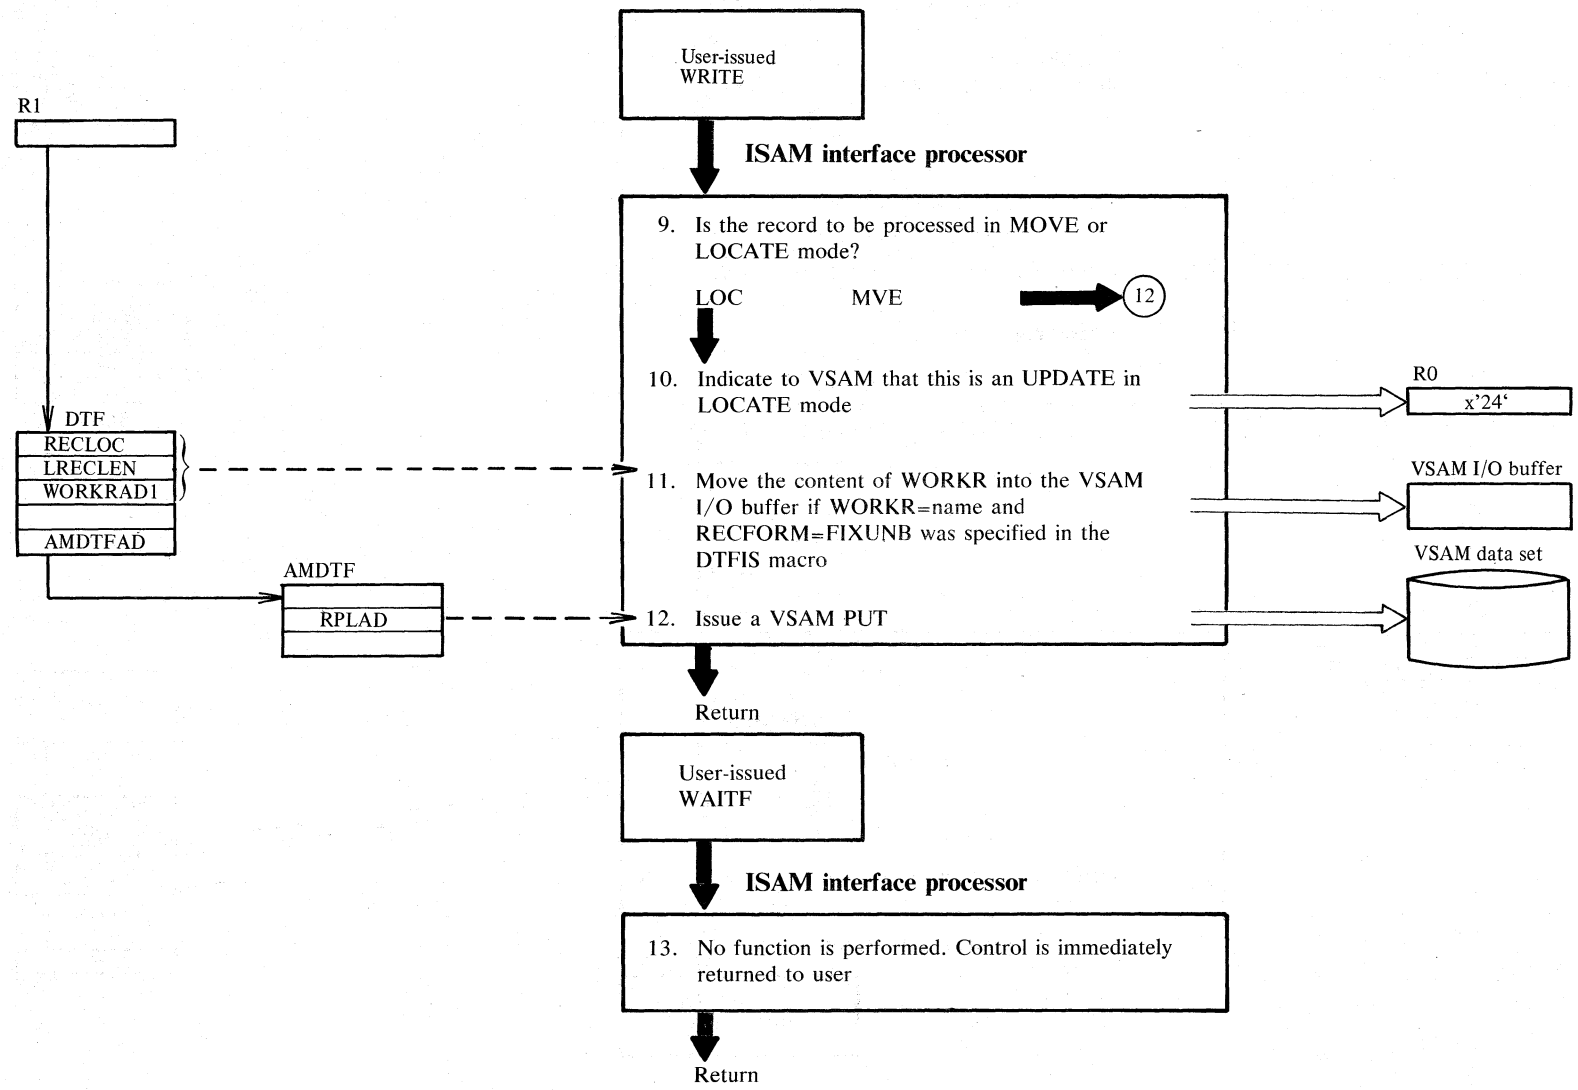 User-issued
WRITE
R1
ISAM interface processor
9. Is the record to be processed in MOVE or
LOCATE mode?
LOC MVE 12
10. Indicate to VSAM that this is an UPDATE in
LOCATE mode
R0
x'24‘
DTF
RECLOC
LRECLEN
WORKRAD1
AMDTFAD
11. Move the content of WORKR into the VSAM
I/O buffer if WORKR=name and
RECFORM=FIXUNB was specified in the
DTFIS macro
VSAM I/O buffer
VSAM data set
AMDTF
RPLAD
12. Issue a VSAM PUT
Return
User-issued
WAITF
ISAM interface processor
13. No function is performed. Control is immediately
returned to user
Return